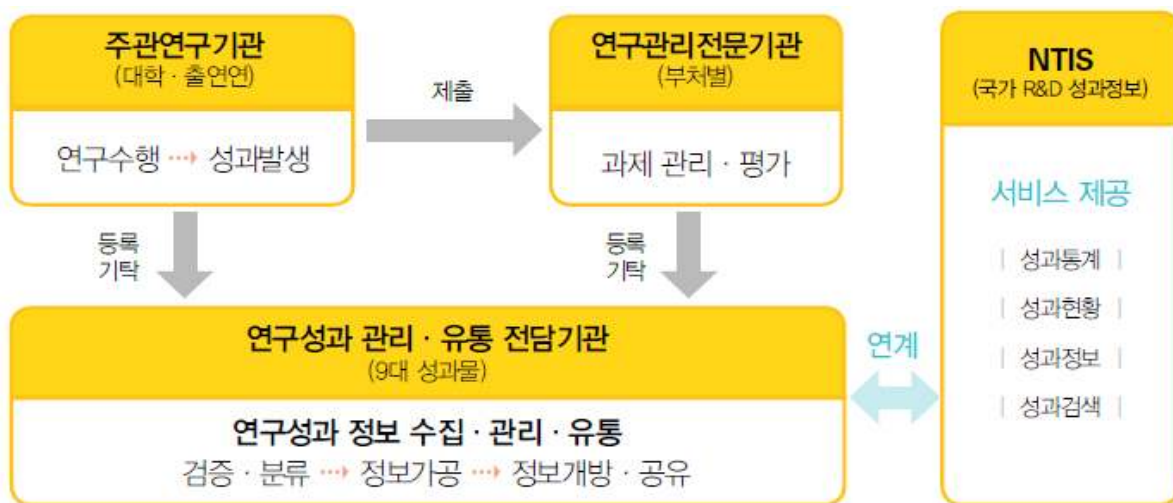 주관연구기관
(대학 · 출연연)
연구수행 ···▸ 성과발생
제출
연구관리전문기관
(부처별)
과제 관리 · 평가
등록
기탁
등록
기탁
연구성과 관리 · 유통 전담기관
(9대 성과물)
연구성과 정보 수집 · 관리 · 유통
검증 · 분류 ···▸ 정보가공 ···▸ 정보개방 · 공유
연계
NTIS
(국가 R&D 성과정보)
서비스 제공
| 성과통계 |
| 성과현황 |
| 성과정보 |
| 성과검색 |